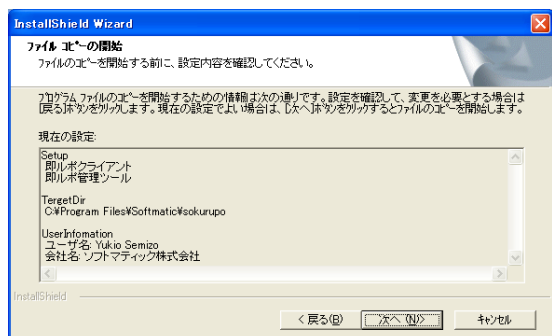 InstallShield Wizard
ファイル コピーの開始
ファイルのコピーを開始する前に、設定内容を確認してください。
プログラム ファイルのコピーを開始するための情報は次の通りです。設定を確認して、変更を必要とする場合は
[戻る]ボタンをクリックします。現在の設定でよい場合は、[次へ]ボタンをクリックするとファイルのコピーを開始します。
現在の設定:
Setup
即ルポクライアント
即ルポ管理ツール
TergetDir
C:¥Program Files¥Softmatic¥sokurupo
UserInfomation
ユーザ名: Yukio Semizo
会社名: ソフトマティック株式会社
InstallShield
< 戻る(B)
次へ (N)>
キャンセル